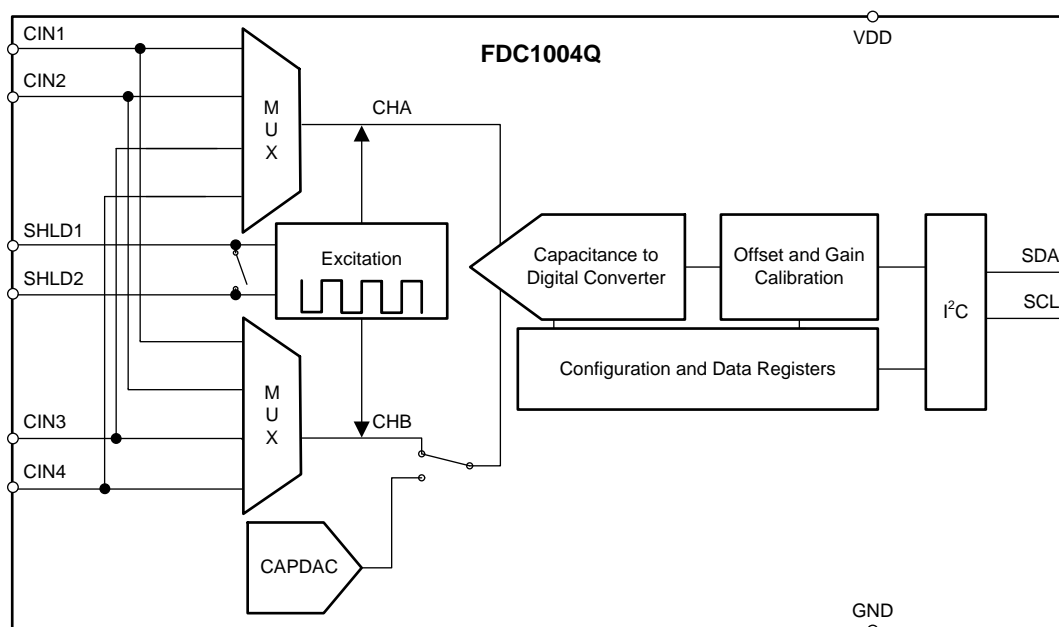 CIN1
FDC1004Q
VDD
CIN2
CHA
M
U
X
SHLD1
Excitation
SHLD2
Capacitance to
Digital Converter
Offset and Gain
Calibration
I²C
SDA
SCL
Configuration and Data Registers
M
U
X
CIN3
CHB
CIN4
CAPDAC
GND